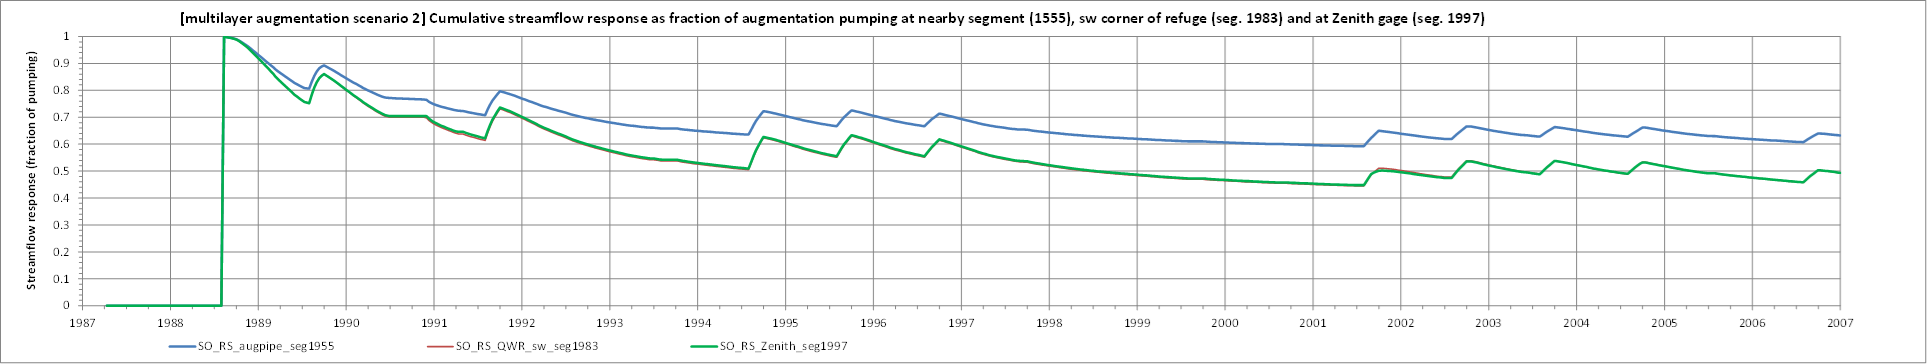 [multilayer augmentation scenario 2] Cumulative streamflow response as fraction of augmentation pumping at nearby segment (1555), sw corner of refuge (seg. 1983) and at Zenith gage (seg. 1997)
Streamflow response (fraction of pumping)
1
0.9
0.8
0.7
0.6
0.5
0.4
0.3
0.2
0.1
0
1987 1988 1989 1990 1991 1992 1993 1994 1995 1996 1997 1998 1999 2000 2001 2002 2003 2004 2005 2006 2007
SO_RS_augpipe_seg1955 SO_RS_QWR_sw_seg1983 SO_RS_Zenith_seg1997